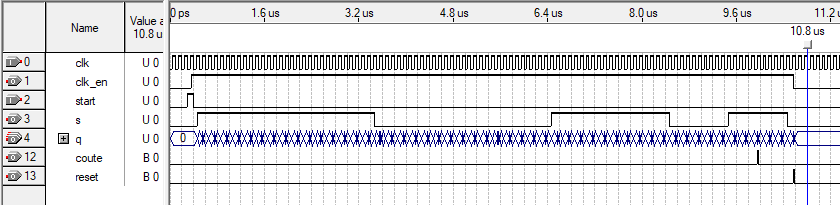 Name Value a 10.8 u 0 ps 1.6 us 3.2 us 4.8 us 6.4 us 8.0 us 9.6 us 11.2 u
10.8 us
0 clk U 0
1 clk_en U 0
2 start U 0
3 s U 0
4 q U 0 0
12 coute B 0
13 reset B 0